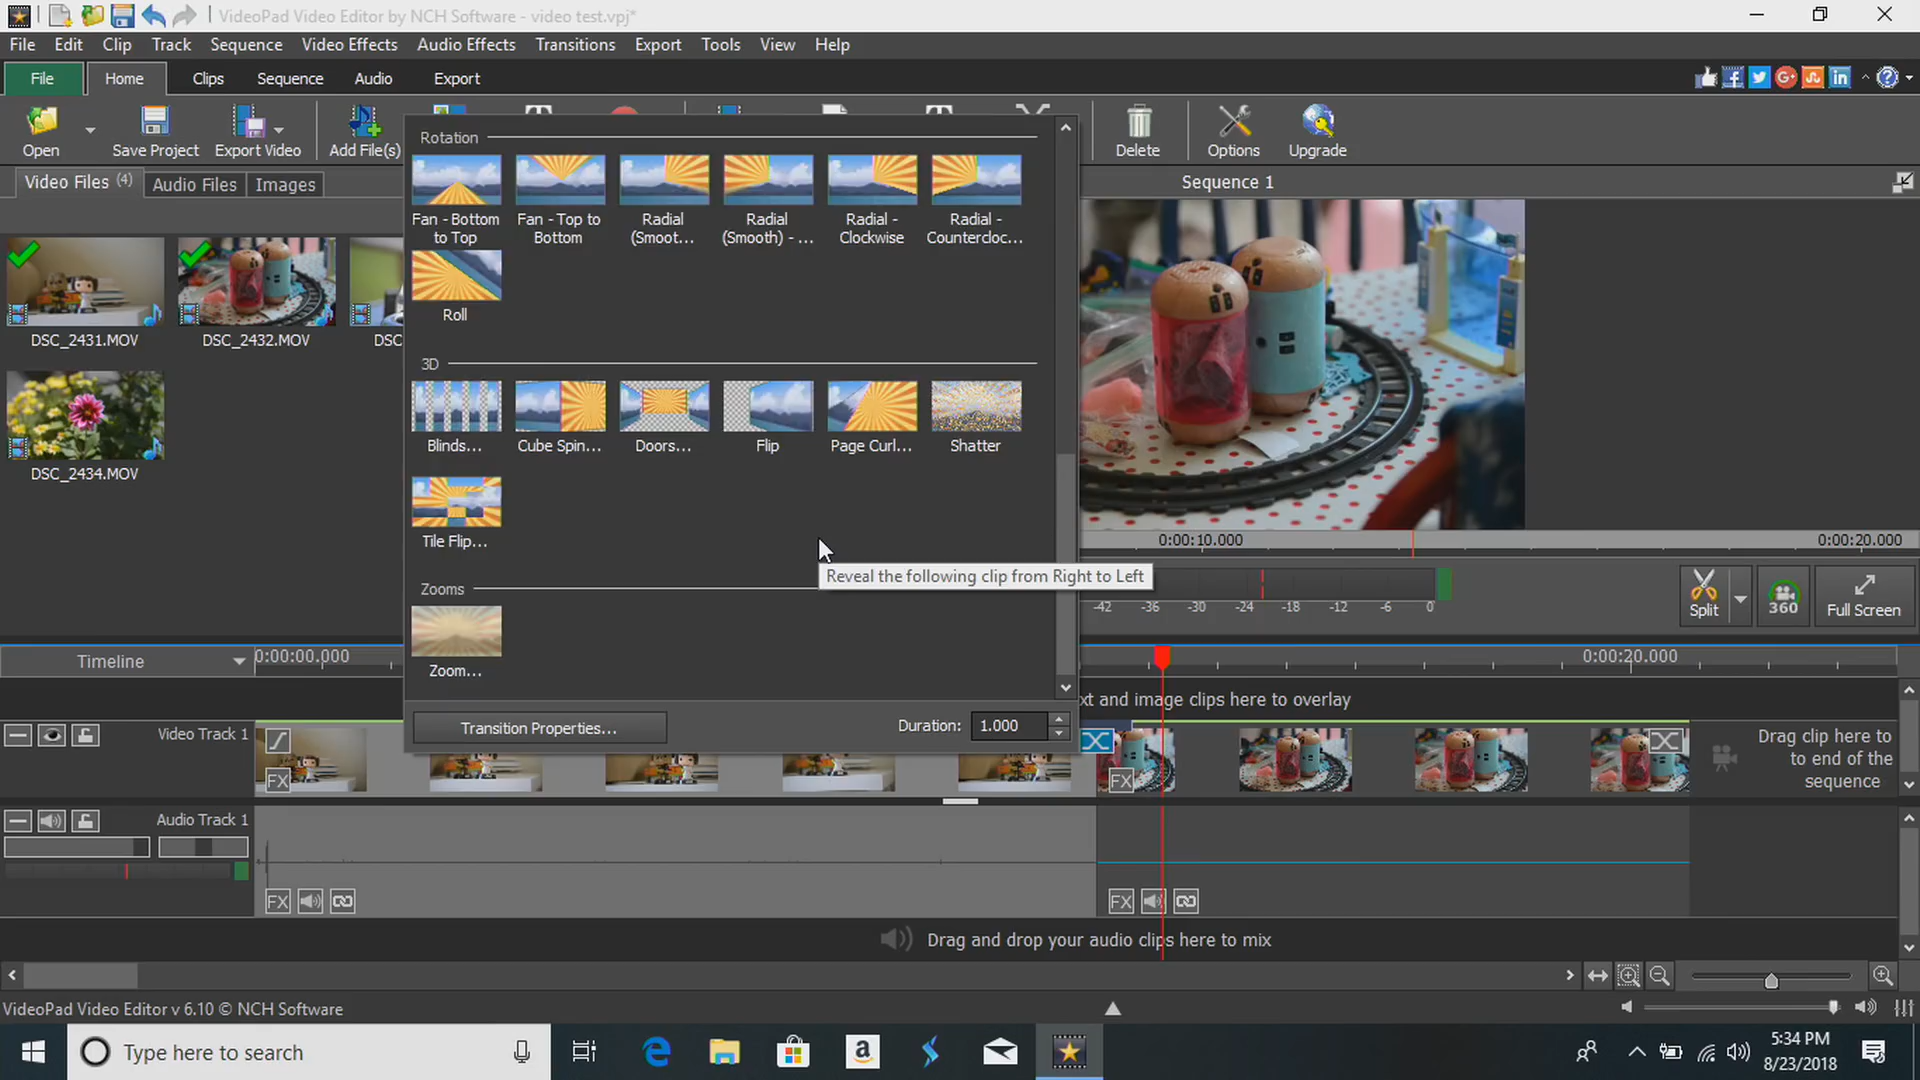 VideoPad Video Editor by NCH Software - video test.vpj*
File Edit Clip Track Sequence Video Effects Audio Effects Transitions Export Tools View Help
File Home Clips Sequence Audio Export
Open Save Project Export Video Add File(s) Delete Options Upgrade
Video Files (4) Audio Files Images
Sequence 1
Rotation
Fan - Bottom to Top
Fan - Top to Bottom
Radial (Smoot...
Radial (Smooth) - ...
Radial - Clockwise
Radial - Countercloc...
Roll
3D
Blinds... Cube Spin... Doors... Flip Page Curl... Shatter
Tile Flip...
Zooms
Zoom...
Reveal the following clip from Right to Left
Transition Properties...
Duration: 1.000
DSC_2431.MOV DSC_2432.MOV DSC
DSC_2434.MOV
0:00:10.000 0:00:20.000
-42 -36 -30 -24 -18 -12 -6 0
Split 360 Full Screen
Timeline 0:00:00.000 0:00:20.000
xt and image clips here to overlay
Video Track 1
FX FX
Drag clip here to
to end of the
sequence
Audio Track 1
FX FX
Drag and drop your audio clips here to mix
VideoPad Video Editor v 6.10 © NCH Software
Type here to search
5:34 PM
8/23/2018